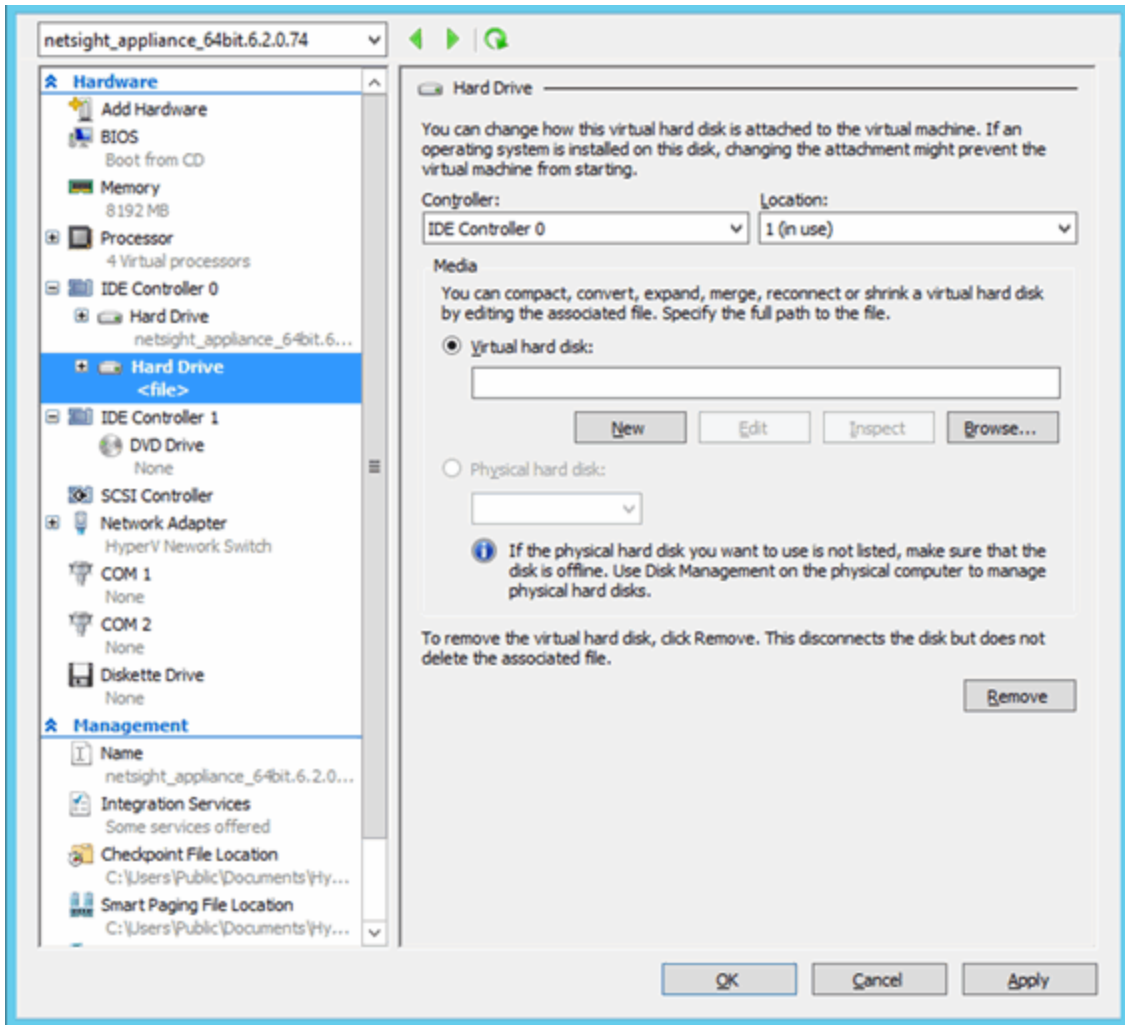 netsight_appliance_64bit.6.2.0.74
Hardware
Add Hardware
BIOS
Boot from CD
Memory
8192 MB
Processor
4 Virtual processors
IDE Controller 0
Hard Drive
netsight_appliance_64bit.6...
Hard Drive
<file>
IDE Controller 1
DVD Drive
None
SCSI Controller
Network Adapter
HyperV Nework Switch
COM 1
None
COM 2
None
Diskette Drive
None
Management
Name
netsight_appliance_64bit.6.2.0...
Integration Services
Some services offered
Checkpoint File Location
C:\Users\Public\Documents\Hy...
Smart Paging File Location
C:\Users\Public\Documents\Hy...
Hard Drive
You can change how this virtual hard disk is attached to the virtual machine. If an
operating system is installed on this disk, changing the attachment might prevent the
virtual machine from starting.
Controller:
Location:
IDE Controller 0
1 (in use)
Media
You can compact, convert, expand, merge, reconnect or shrink a virtual hard disk
by editing the associated file. Specify the full path to the file.
Virtual hard disk:
New
Edit
Inspect
Browse...
Physical hard disk:
If the physical hard disk you want to use is not listed, make sure that the
disk is offline. Use Disk Management on the physical computer to manage
physical hard disks.
To remove the virtual hard disk, click Remove. This disconnects the disk but does not
delete the associated file.
Remove
OK
Cancel
Apply